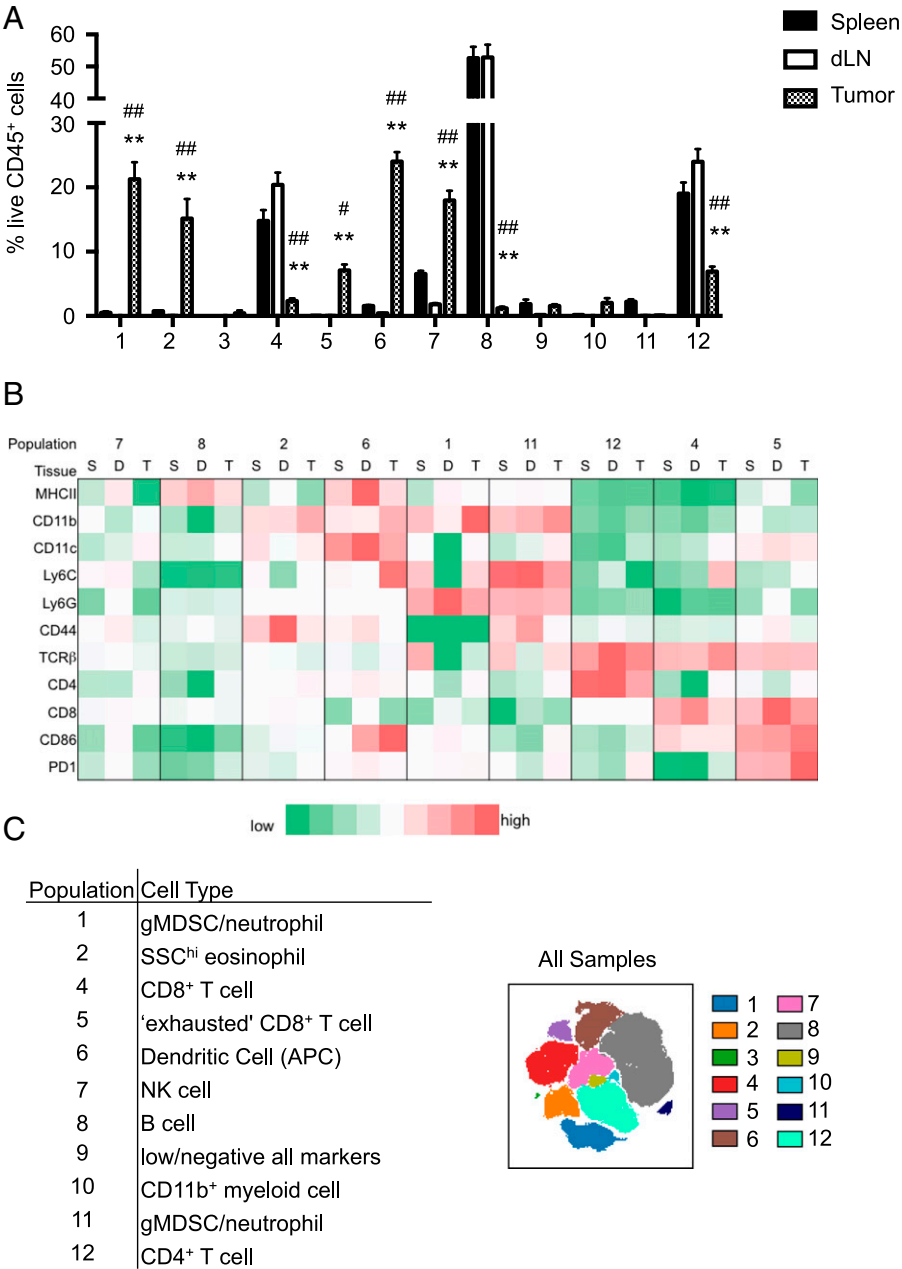 A
60
50
40
30
20
10
0
% live CD45⁺ cells
##
**
##
**
##
**
#
**
##
**
##
**
##
**
##
**
1 2 3 4 5 6 7 8 9 10 11 12
Spleen
dLN
Tumor
B
Population 7 8 2 6 1 11 12 4 5
Tissue S D T S D T S D T S D T S D T S D T S D T S D T S D T
MHCII
CD11b
CD11c
Ly6C
Ly6G
CD44
TCRβ
CD4
CD8
CD86
PD1
low high
C
Population Cell Type
1 gMDSC/neutrophil
2 SSCʰⁱ eosinophil
4 CD8⁺ T cell
5 ‘exhausted' CD8⁺ T cell
6 Dendritic Cell (APC)
7 NK cell
8 B cell
9 low/negative all markers
10 CD11b⁺ myeloid cell
11 gMDSC/neutrophil
12 CD4⁺ T cell
All Samples
1 7
2 8
3 9
4 10
5 11
6 12